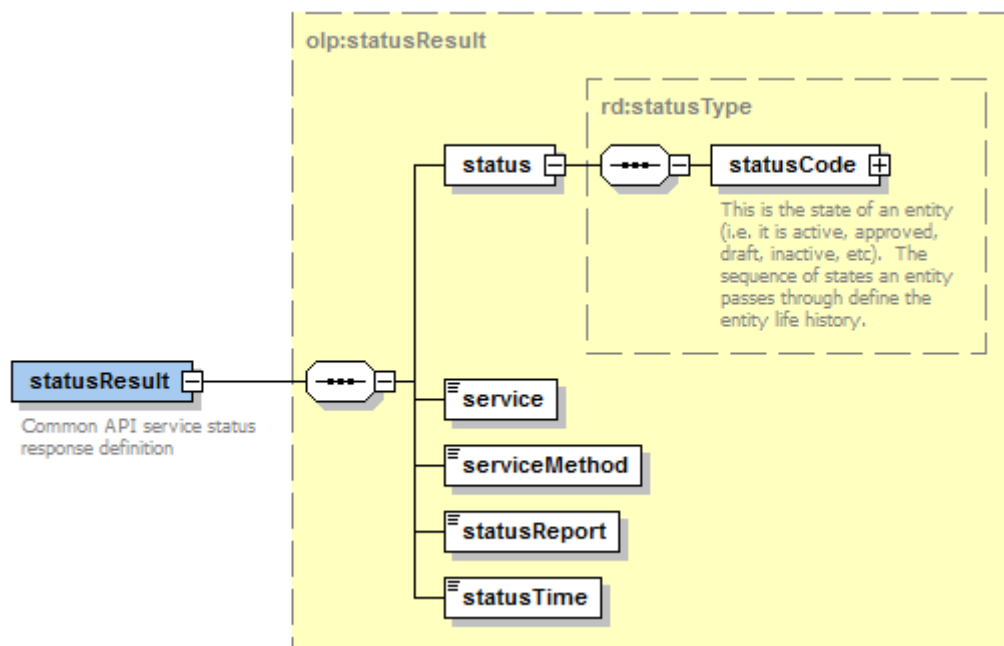 olp:statusResult
rd:statusType
status
statusCode
This is the state of an entity
(i.e. it is active, approved,
draft, inactive, etc).  The
sequence of states an entity
passes through define the
entity life history.
statusResult
Common API service status
response definition
service
serviceMethod
statusReport
statusTime